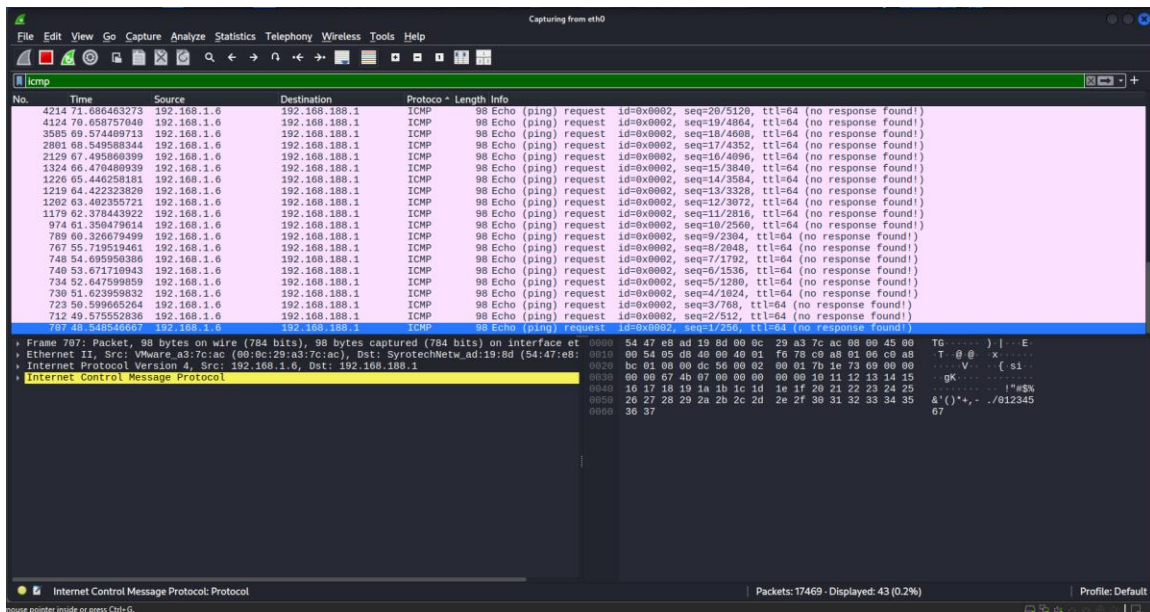 Capturing from eth0
File Edit View Go Capture Analyze Statistics Telephony Wireless Tools Help
icmp
No. Time Source Destination Protoco Length Info
4214 71.686463273 192.168.1.6 192.168.188.1 ICMP 98 Echo (ping) request id=0x0002, seq=20/5120, ttl=64 (no response found!)
4124 70.658757040 192.168.1.6 192.168.188.1 ICMP 98 Echo (ping) request id=0x0002, seq=19/4864, ttl=64 (no response found!)
3585 69.574409713 192.168.1.6 192.168.188.1 ICMP 98 Echo (ping) request id=0x0002, seq=18/4608, ttl=64 (no response found!)
2801 68.549588344 192.168.1.6 192.168.188.1 ICMP 98 Echo (ping) request id=0x0002, seq=17/4352, ttl=64 (no response found!)
2129 67.495860399 192.168.1.6 192.168.188.1 ICMP 98 Echo (ping) request id=0x0002, seq=16/4096, ttl=64 (no response found!)
1324 66.470480939 192.168.1.6 192.168.188.1 ICMP 98 Echo (ping) request id=0x0002, seq=15/3840, ttl=64 (no response found!)
1226 65.446258181 192.168.1.6 192.168.188.1 ICMP 98 Echo (ping) request id=0x0002, seq=14/3584, ttl=64 (no response found!)
1219 64.422323820 192.168.1.6 192.168.188.1 ICMP 98 Echo (ping) request id=0x0002, seq=13/3328, ttl=64 (no response found!)
1202 63.402355721 192.168.1.6 192.168.188.1 ICMP 98 Echo (ping) request id=0x0002, seq=12/3072, ttl=64 (no response found!)
1179 62.378443922 192.168.1.6 192.168.188.1 ICMP 98 Echo (ping) request id=0x0002, seq=11/2816, ttl=64 (no response found!)
974 61.350479614 192.168.1.6 192.168.188.1 ICMP 98 Echo (ping) request id=0x0002, seq=10/2560, ttl=64 (no response found!)
789 60.326679499 192.168.1.6 192.168.188.1 ICMP 98 Echo (ping) request id=0x0002, seq=9/2304, ttl=64 (no response found!)
767 55.719519461 192.168.1.6 192.168.188.1 ICMP 98 Echo (ping) request id=0x0002, seq=8/2048, ttl=64 (no response found!)
748 54.695950386 192.168.1.6 192.168.188.1 ICMP 98 Echo (ping) request id=0x0002, seq=7/1792, ttl=64 (no response found!)
740 53.671710943 192.168.1.6 192.168.188.1 ICMP 98 Echo (ping) request id=0x0002, seq=6/1536, ttl=64 (no response found!)
734 52.647599859 192.168.1.6 192.168.188.1 ICMP 98 Echo (ping) request id=0x0002, seq=5/1280, ttl=64 (no response found!)
730 51.623959832 192.168.1.6 192.168.188.1 ICMP 98 Echo (ping) request id=0x0002, seq=4/1024, ttl=64 (no response found!)
723 50.599665264 192.168.1.6 192.168.188.1 ICMP 98 Echo (ping) request id=0x0002, seq=3/768, ttl=64 (no response found!)
712 49.575552836 192.168.1.6 192.168.188.1 ICMP 98 Echo (ping) request id=0x0002, seq=2/512, ttl=64 (no response found!)
707 48.548546667 192.168.1.6 192.168.188.1 ICMP 98 Echo (ping) request id=0x0002, seq=1/256, ttl=64 (no response found!)
Frame 707: Packet, 98 bytes on wire (784 bits), 98 bytes captured (784 bits) on interface et
Ethernet II, Src: VMware_a3:7c:ac (00:0c:29:a3:7c:ac), Dst: SyrotechNetw_ad:19:8d (54:47:e8:
Internet Protocol Version 4, Src: 192.168.1.6, Dst: 192.168.188.1
Internet Control Message Protocol
0000 54 47 e8 ad 19 8d 00 0c 29 a3 7c ac 08 00 45 00 TG······ )·|···E·
0010 00 54 05 d8 40 00 40 01 f6 78 c0 a8 01 06 c0 a8 ·T··@·@· ·x······
0020 bc 01 08 00 dc 56 00 02 00 01 7b 1e 73 69 00 00 ·····V·· ··{·si··
0030 00 00 67 4b 07 00 00 00 00 00 10 11 12 13 14 15 ··gK···· ········
0040 16 17 18 19 1a 1b 1c 1d 1e 1f 20 21 22 23 24 25 ········ ·· !"#$%
0050 26 27 28 29 2a 2b 2c 2d 2e 2f 30 31 32 33 34 35 &'()*+,- ./012345
0060 36 37 67
Internet Control Message Protocol: Protocol
Packets: 17469 · Displayed: 43 (0.2%)
Profile: Default
mouse pointer inside or press Ctrl+G.